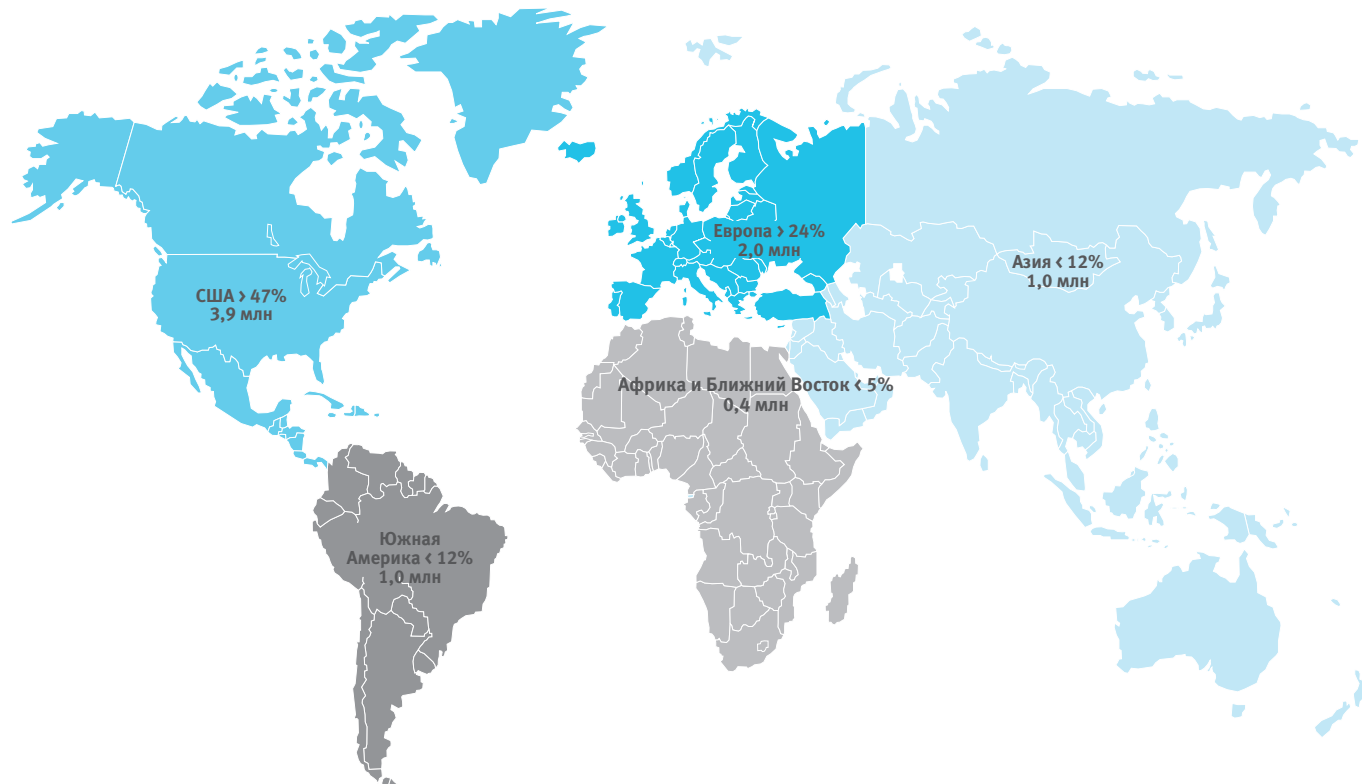 США › 47%
3,9 млн
Европа › 24%
2,0 млн
Азия ‹ 12%
1,0 млн
Африка и Ближний Восток ‹ 5%
0,4 млн
Южная
Америка ‹ 12%
1,0 млн